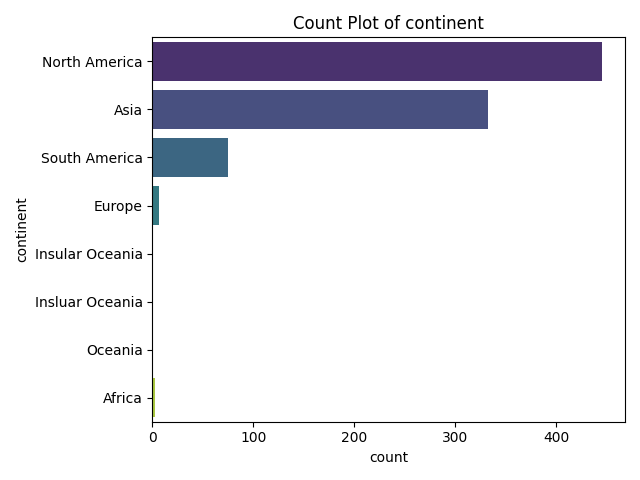 Count Plot of continent
North America
Asia
South America
Europe
Insular Oceania
Insluar Oceania
Oceania
Africa
continent
0 100 200 300 400
count